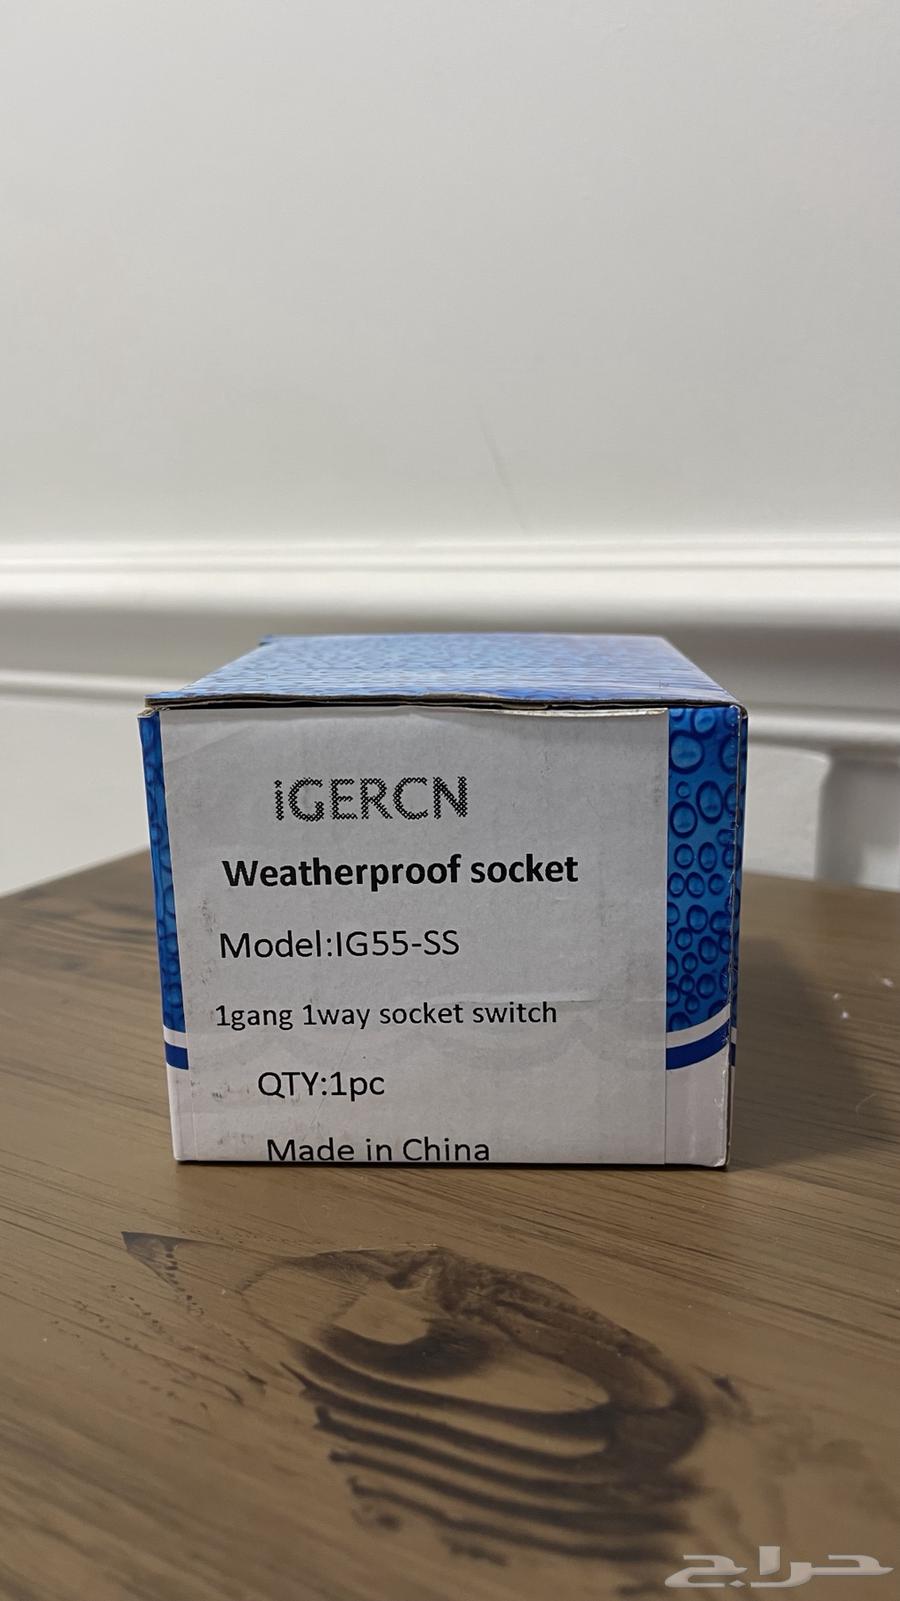 iGERCN
Weatherproof socket
Model:IG55-SS
1gang 1way socket switch
QTY:1pc
Made in China
حراج